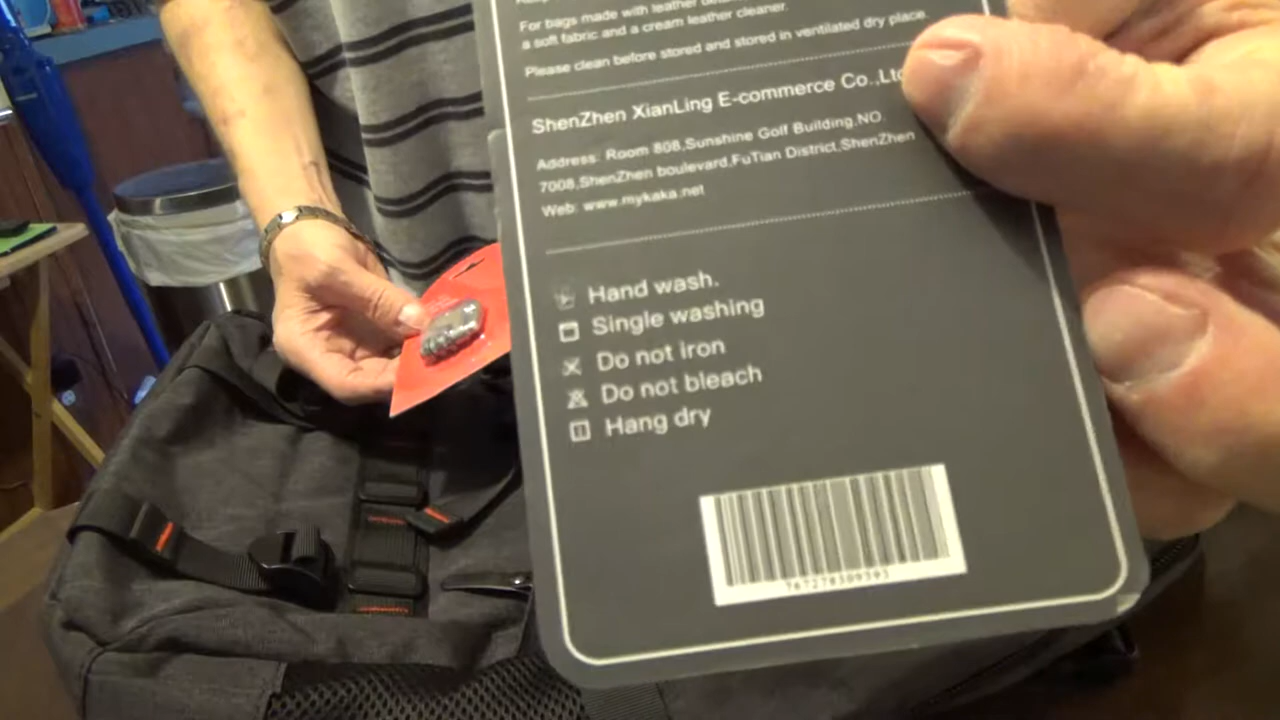 For bags made with leather
a soft fabric and a cream leather cleaner.
Please clean before stored and stored in ventilated dry place.
ShenZhen XianLing E-commerce Co.,Ltd
Address: Room 808,Sunshine Golf Building,NO.
7008,ShenZhen boulevard,FuTian District,ShenZhen
Web: www.mykaka.net
Hand wash.
Single washing
Do not iron
Do not bleach
Hang dry